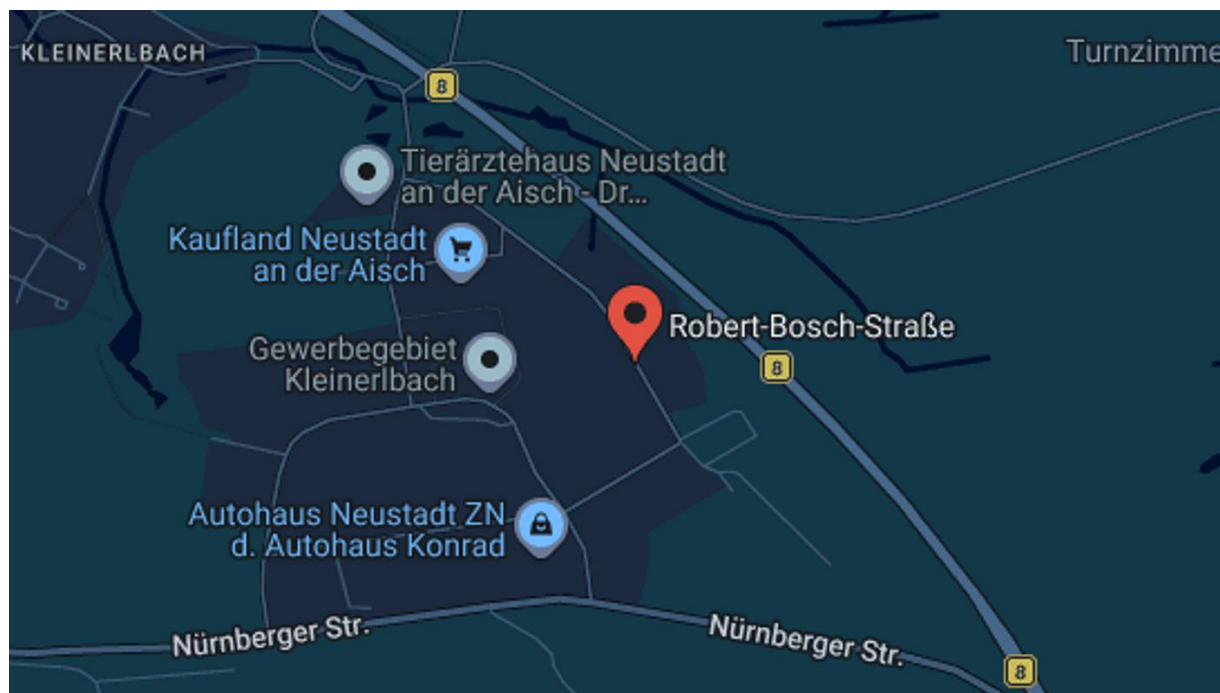 KLEINERLBACH
Turnzimme
8
Tierärztehaus Neustadt
an der Aisch - Dr...
Kaufland Neustadt
an der Aisch
Robert-Bosch-Straße
Gewerbegebiet
Kleinerlbach
8
Autohaus Neustadt ZN
d. Autohaus Konrad
Nürnberger Str.
Nürnberger Str.
8